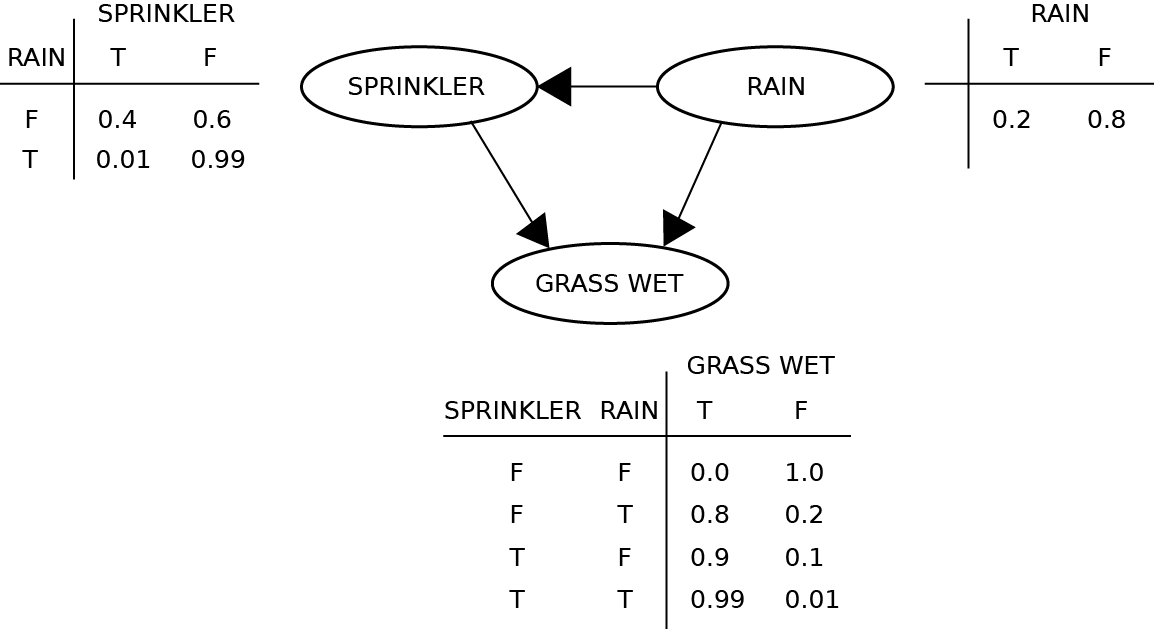 SPRINKLER
RAIN T F
F 0.4 0.6
T 0.01 0.99
SPRINKLER
RAIN
RAIN
T F
0.2 0.8
GRASS WET
GRASS WET
SPRINKLER RAIN T F
F F 0.0 1.0
F T 0.8 0.2
T F 0.9 0.1
T T 0.99 0.01